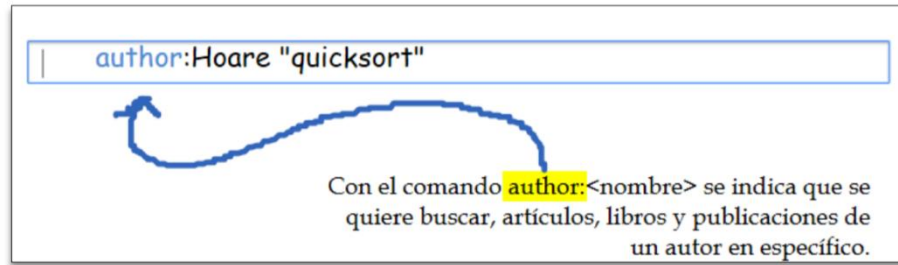 author:Hoare "quicksort"
Con el comando author:<nombre> se indica que se
quiere buscar, artículos, libros y publicaciones de
un autor en específico.